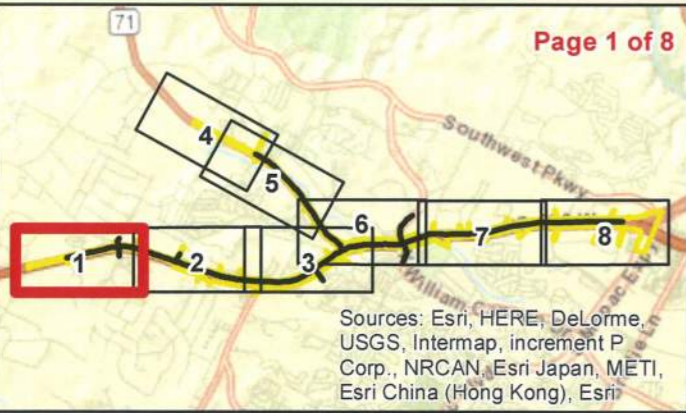 71
Page 1 of 8
Southwest Pkwy
4
5
6
7
8
1
2
3
William C
Sources: Esri, HERE, DeLorme,
USGS, Intermap, increment P
Corp., NRCAN, Esri Japan, METI,
Esri China (Hong Kong), Esri